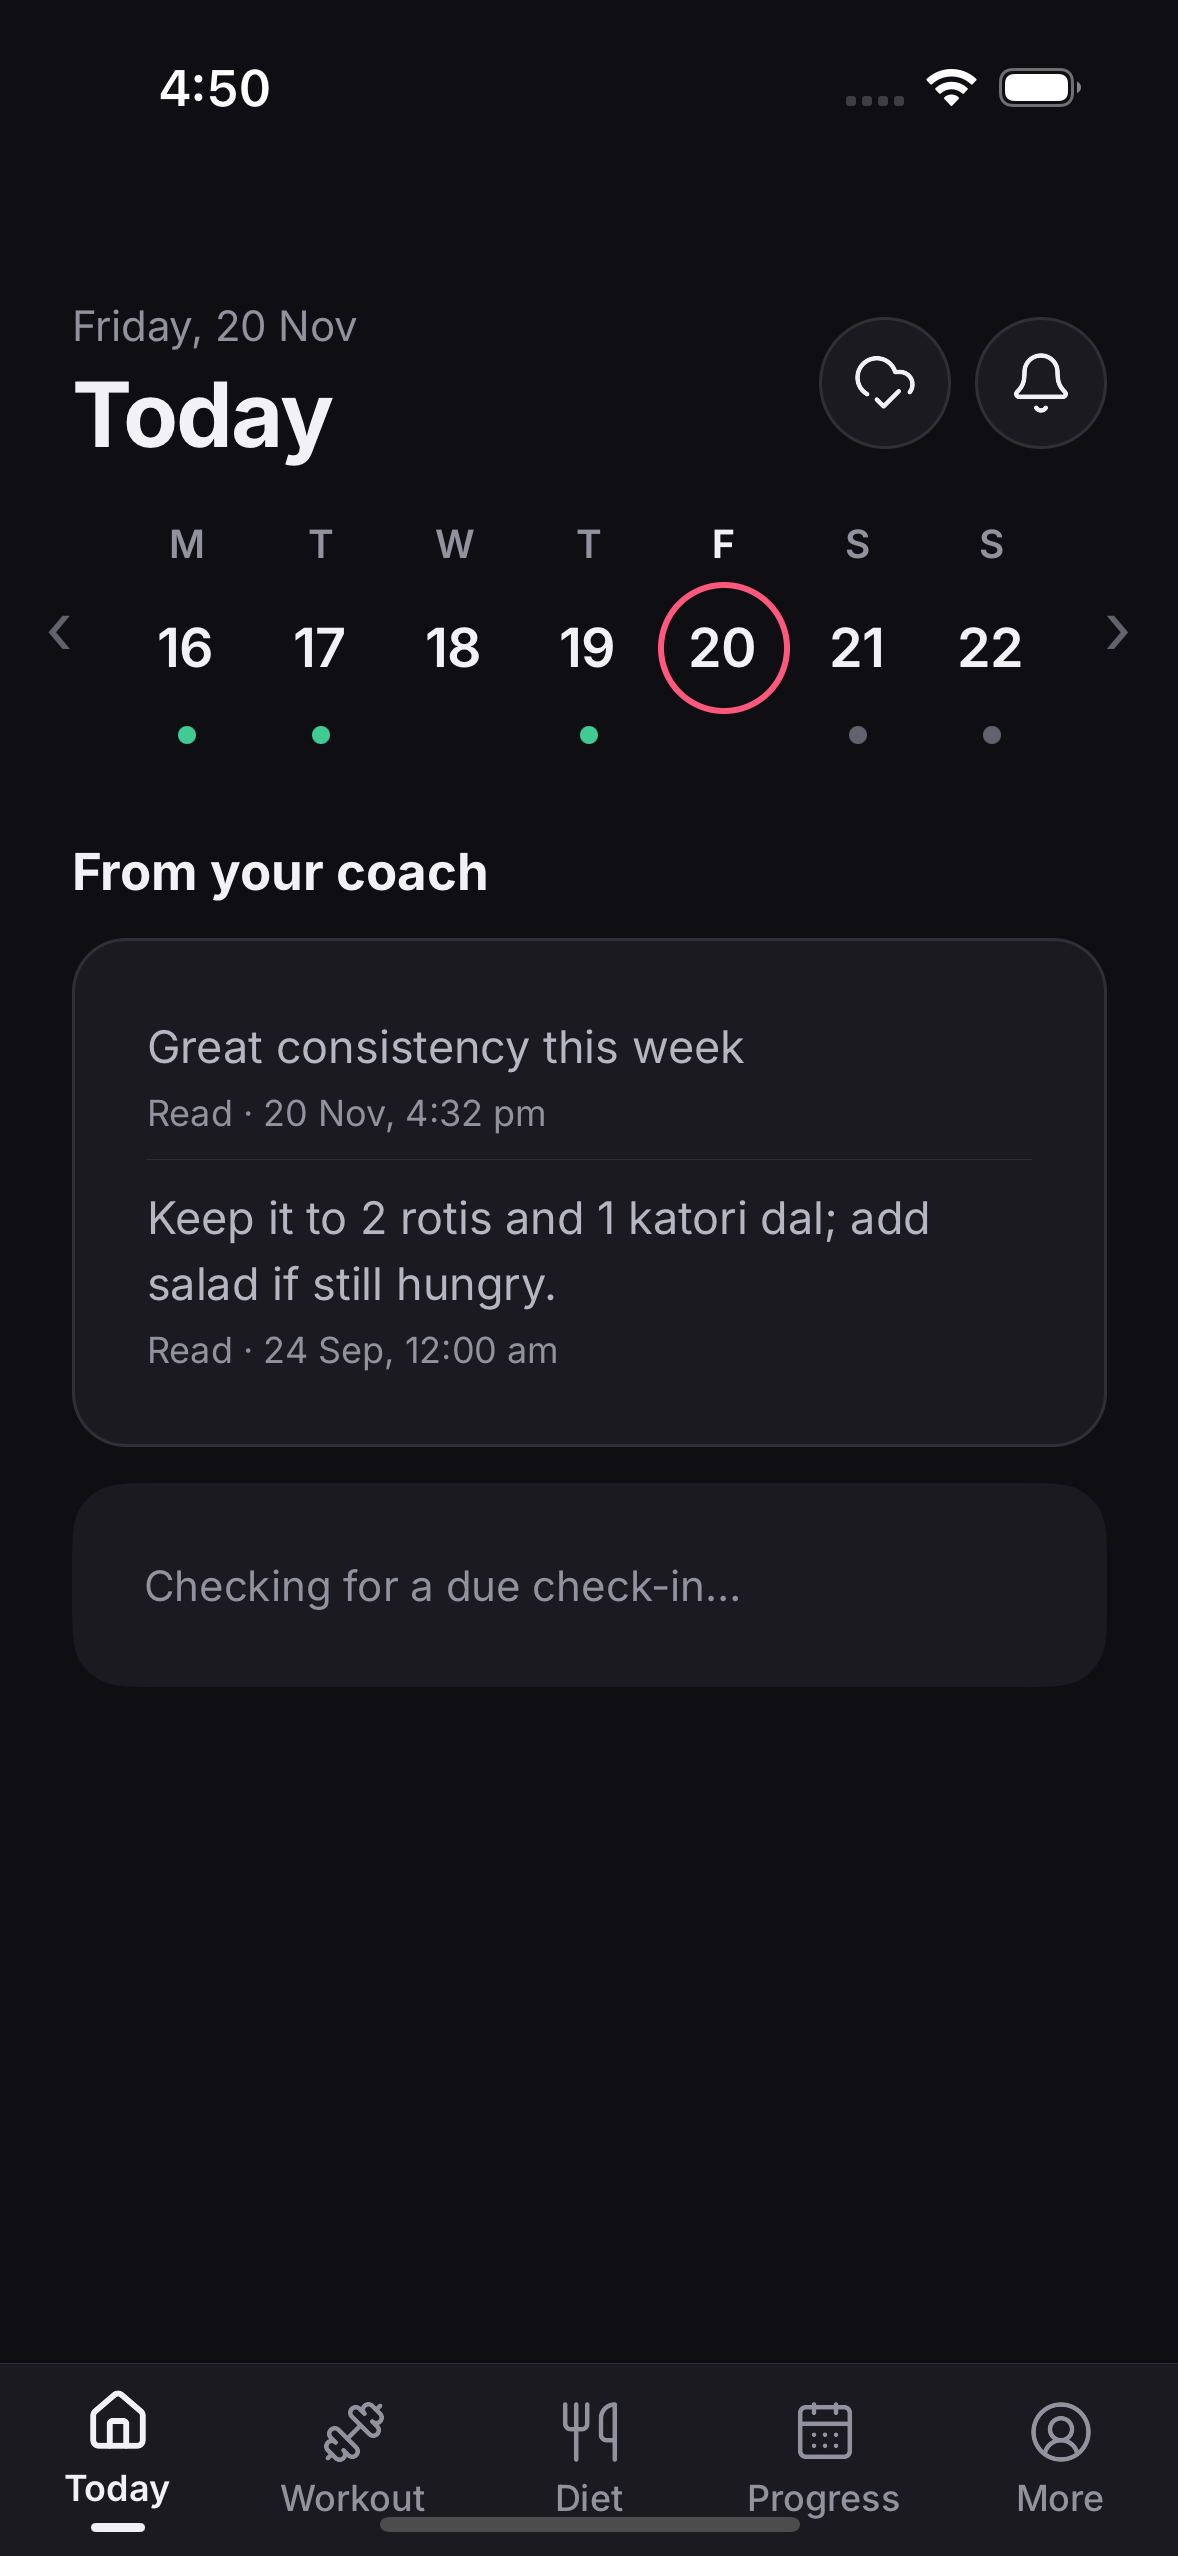 4:50
Friday, 20 Nov
Today
M T W T F S S
16 17 18 19 20 21 22
From your coach
Great consistency this week
Read · 20 Nov, 4:32 pm
Keep it to 2 rotis and 1 katori dal; add
salad if still hungry.
Read · 24 Sep, 12:00 am
Checking for a due check-in...
Today Workout Diet Progress More